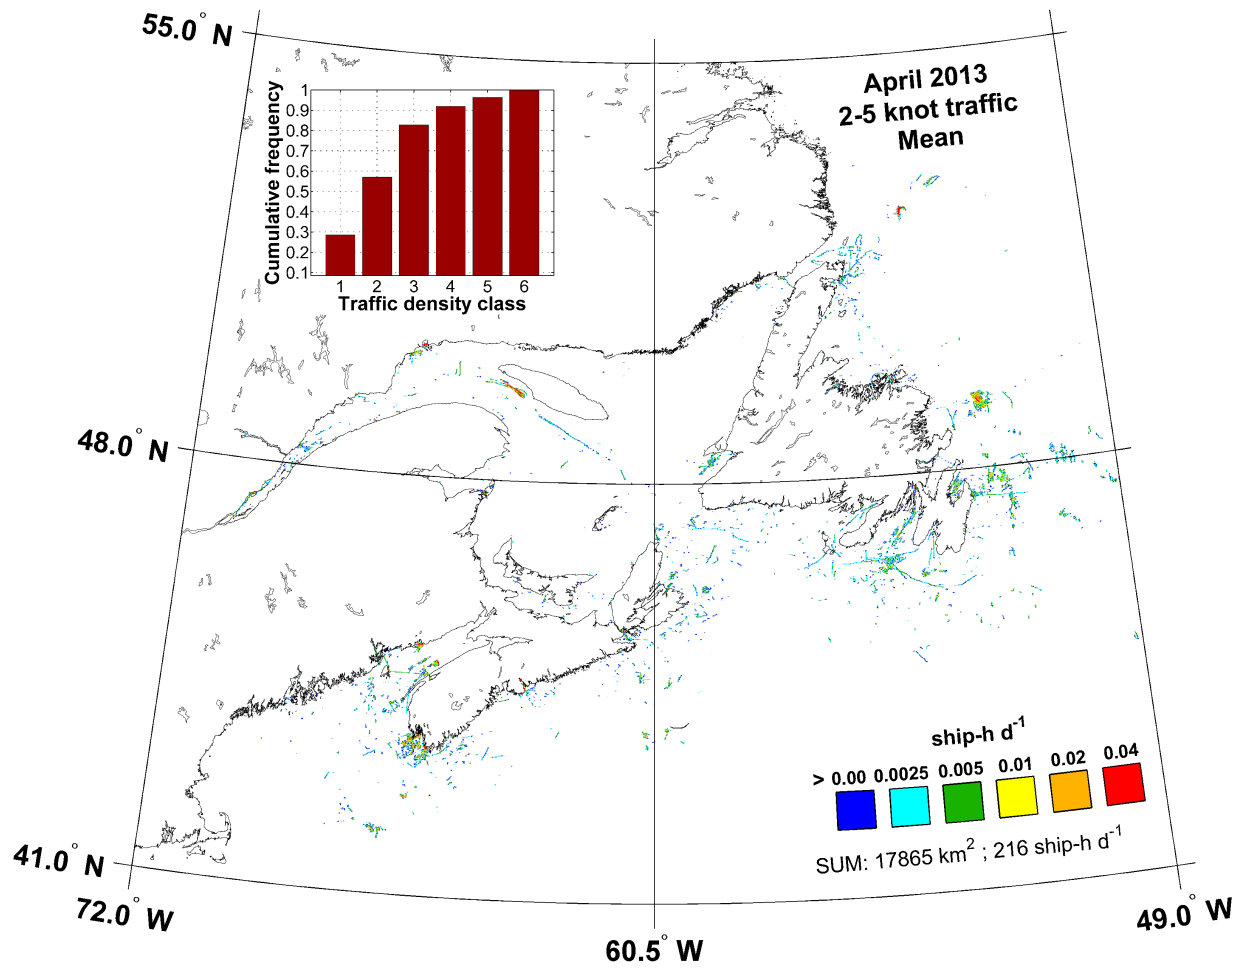 55.0° N
April 2013
2-5 knot traffic
Mean
Cumulative frequency
1
0.9
0.8
0.7
0.6
0.5
0.4
0.3
0.2
0.1
1 2 3 4 5 6
Traffic density class
48.0° N
ship-h d-1
> 0.00 0.0025 0.005 0.01 0.02 0.04
SUM: 17865 km2 ; 216 ship-h d-1
41.0° N
72.0° W
60.5° W
49.0° W